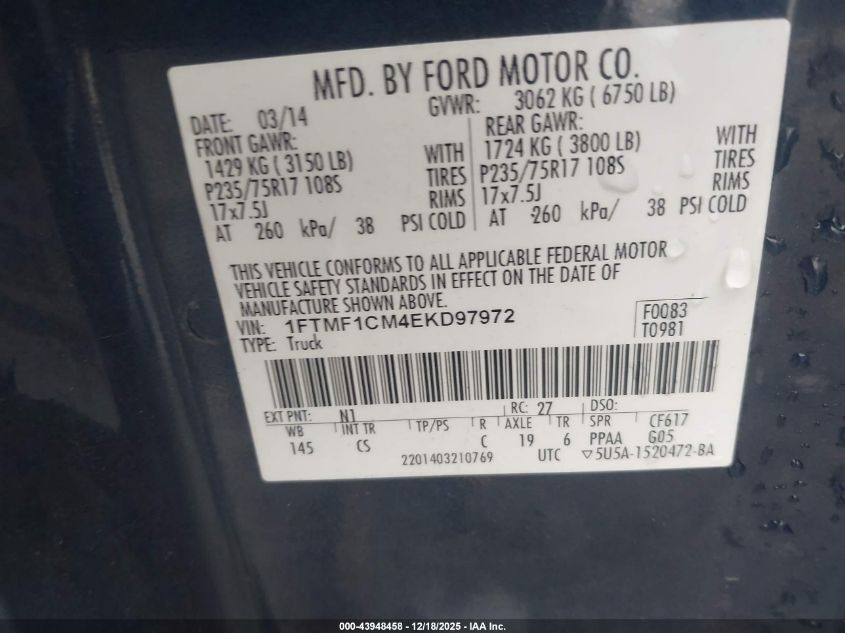 MFD. BY FORD MOTOR CO.
DATE: 03/14 GVWR: 3062 KG ( 6750 LB)
FRONT GAWR: REAR GAWR:
1429 KG ( 3150 LB) WITH 1724 KG ( 3800 LB) WITH
P235/75R17 108S TIRES P235/75R17 108S TIRES
17x7.5J RIMS 17x7.5J RIMS
AT 260 kPa/ 38 PSI COLD AT 260 kPa/ 38 PSI COLD
THIS VEHICLE CONFORMS TO ALL APPLICABLE FEDERAL MOTOR
VEHICLE SAFETY STANDARDS IN EFFECT ON THE DATE OF
MANUFACTURE SHOWN ABOVE.
VIN: 1FTMF1CM4EKD97972 F0083
TYPE: Truck T0981
EXT PNT: N1 RC: 27 DSO:
WB INT TR TP/PS R AXLE TR SPR CF617
145 CS C 19 6 PPAA G05
2201403210769 UTC ▽5U5A-1520472-BA
000-43948458 - 12/18/2025 - IAA Inc.